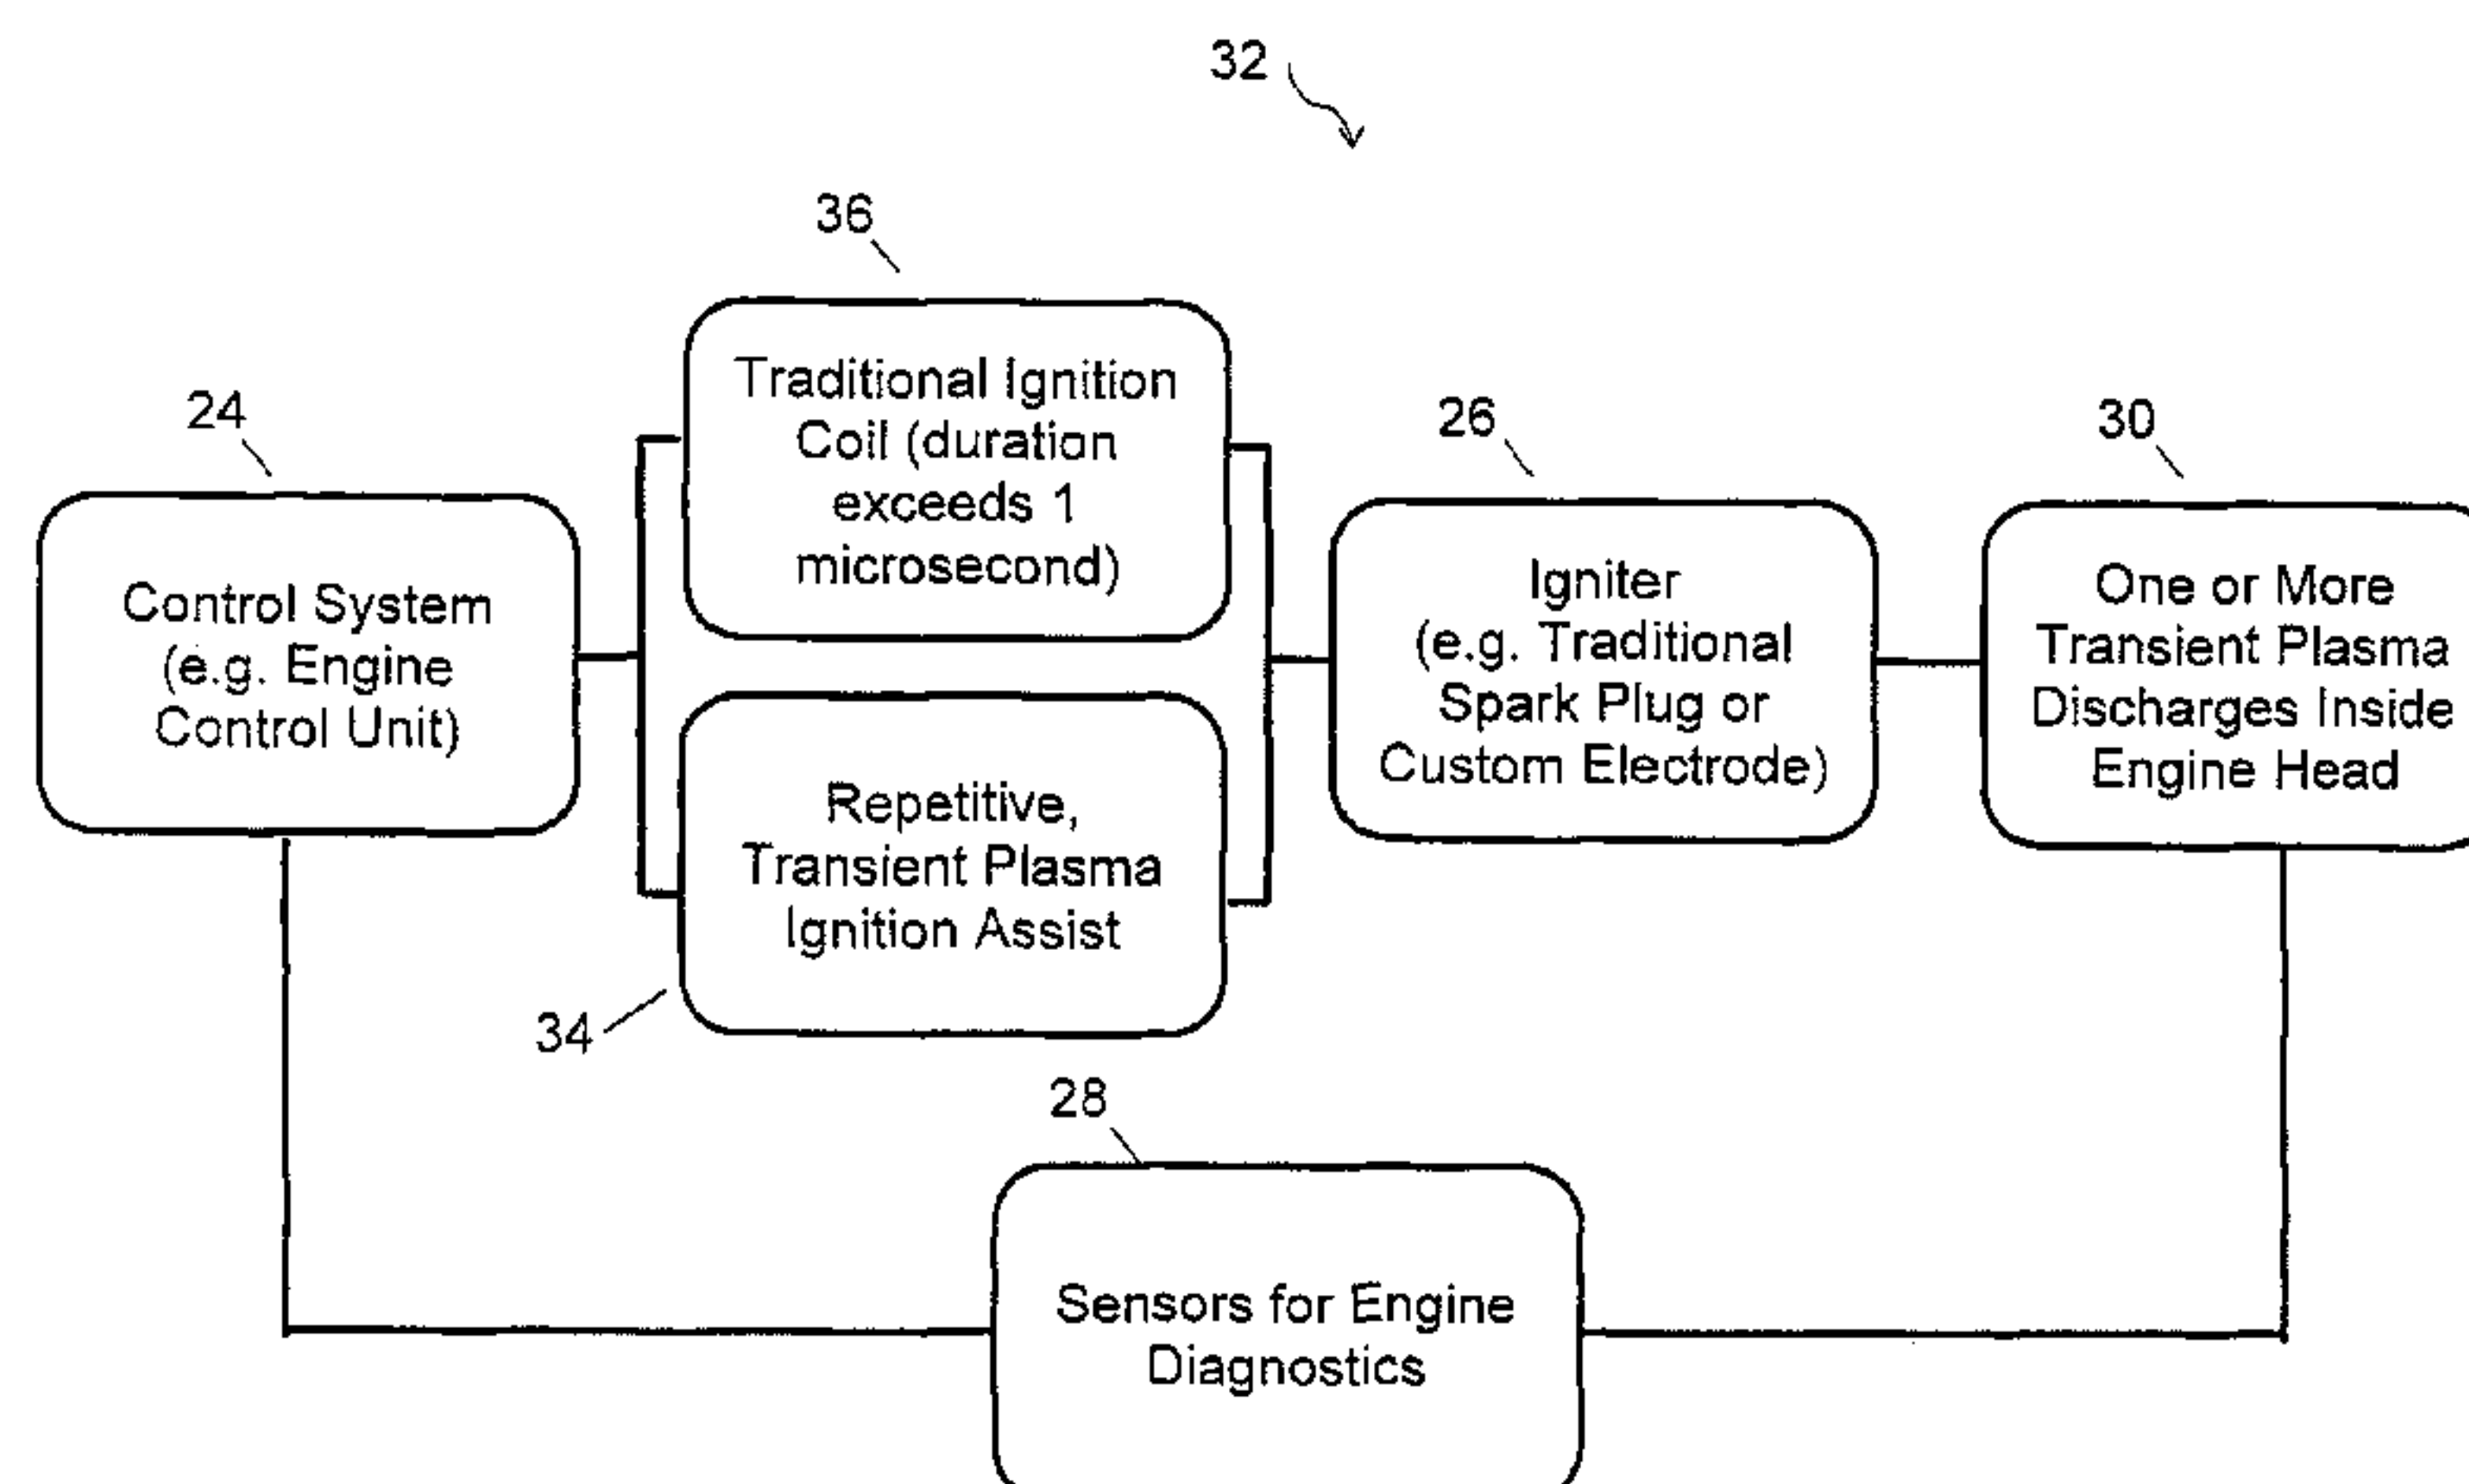 32
36
Traditional Ignition
Coil (duration
exceeds 1
microsecond)
24
Control System
(e.g. Engine
Control Unit)
26
Igniter
(e.g. Traditional
Spark Plug or
Custom Electrode)
30
One or More
Transient Plasma
Discharges Inside
Engine Head
Repetitive,
Transient Plasma
Ignition Assist
34
28
Sensors for Engine
Diagnostics